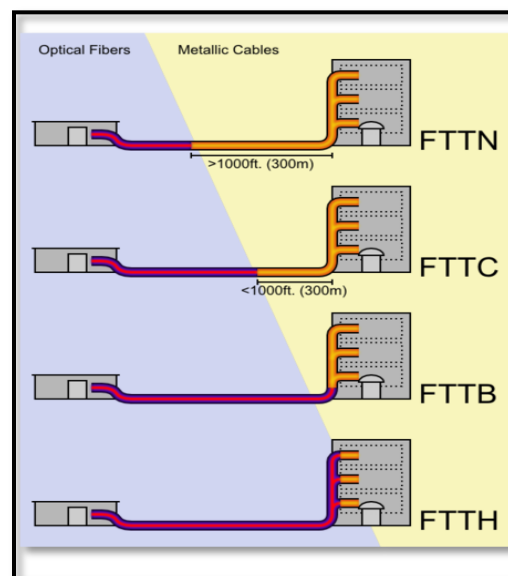 Optical Fibers Metallic Cables
FTTN
>1000ft. (300m)
FTTC
<1000ft. (300m)
FTTB
FTTH